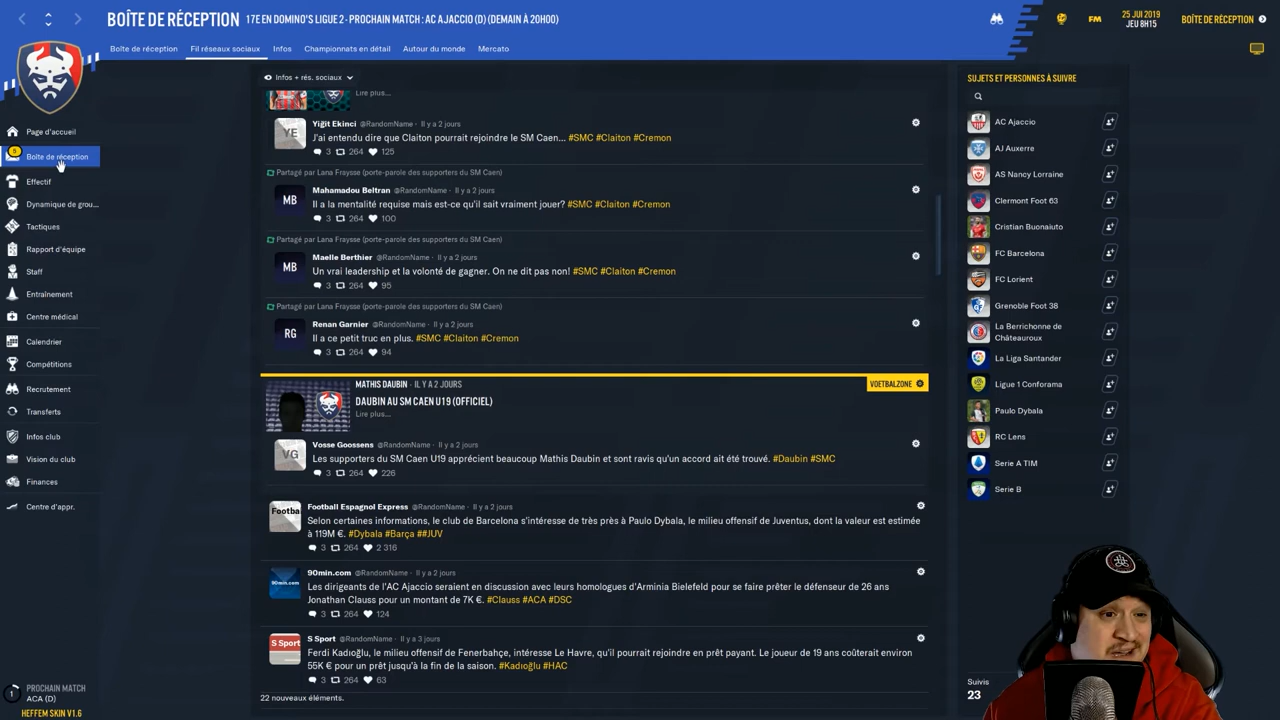 BOÎTE DE RÉCEPTION
17E EN DOMINO'S LIGUE 2 - PROCHAIN MATCH : AC AJACCIO (D) (DEMAIN À 20H00)
FM
25 JUI 2019
JEU 8H15
BOÎTE DE RÉCEPTION
Boîte de réception
Fil réseaux sociaux
Infos
Championnats en détail
Autour du monde
Mercato
Page d'accueil
5
Boîte de réception
Effectif
Dynamique de grou...
Tactiques
Rapport d'équipe
Staff
Entraînement
Centre médical
Calendrier
Compétitions
Recrutement
Transferts
Infos club
Vision du club
Finances
Centre d'appr.
1
PROCHAIN MATCH
ACA (D)
HEFFEM SKIN V1.6
Infos + rés. sociaux
Lire plus...
YE
Yiğit Ekinci @RandomName · Il y a 2 jours
J'ai entendu dire que Claiton pourrait rejoindre le SM Caen... #SMC #Claiton #Cremon
3 264 125
Partagé par Lana Fraysse (porte-parole des supporters du SM Caen)
MB
Mahamadou Beltran @RandomName · Il y a 2 jours
Il a la mentalité requise mais est-ce qu'il sait vraiment jouer? #SMC #Claiton #Cremon
3 264 100
Partagé par Lana Fraysse (porte-parole des supporters du SM Caen)
MB
Maelle Berthier @RandomName · Il y a 2 jours
Un vrai leadership et la volonté de gagner. On ne dit pas non! #SMC #Claiton #Cremon
3 264 95
Partagé par Lana Fraysse (porte-parole des supporters du SM Caen)
RG
Renan Garnier @RandomName · Il y a 2 jours
Il a ce petit truc en plus. #SMC #Claiton #Cremon
3 264 94
MATHIS DAUBIN · IL Y A 2 JOURS
VOETBALZONE
DAUBIN AU SM CAEN U19 (OFFICIEL)
Lire plus...
VG
Vosse Goossens @RandomName · Il y a 2 jours
Les supporters du SM Caen U19 apprécient beaucoup Mathis Daubin et sont ravis qu'un accord ait été trouvé. #Daubin #SMC
3 264 226
Footba
Football Espagnol Express @RandomName · Il y a 2 jours
Selon certaines informations, le club de Barcelona s'intéresse de très près à Paulo Dybala, le milieu offensif de Juventus, dont la valeur est estimée
à 119M €. #Dybala #Barça ##JUV
3 264 2 316
90min.com
90min.com @RandomName · Il y a 2 jours
Les dirigeants de l'AC Ajaccio seraient en discussion avec leurs homologues d'Arminia Bielefeld pour se faire prêter le défenseur de 26 ans
Jonathan Clauss pour un montant de 7K €. #Clauss #ACA #DSC
3 264 124
S Sport
S Sport @RandomName · Il y a 3 jours
Ferdi Kadıoğlu, le milieu offensif de Fenerbahçe, intéresse Le Havre, qu'il pourrait rejoindre en prêt payant. Le joueur de 19 ans coûterait environ
55K € pour un prêt jusqu'à la fin de la saison. #Kadıoğlu #HAC
3 264 63
22 nouveaux éléments.
SUJETS ET PERSONNES À SUIVRE
AC Ajaccio
AJ Auxerre
AS Nancy Lorraine
Clermont Foot 63
Cristian Buonaiuto
FC Barcelona
FC Lorient
Grenoble Foot 38
La Berrichonne de
Châteauroux
La Liga Santander
Ligue 1 Conforama
Paulo Dybala
RC Lens
Serie A TIM
Serie B
Suivis
23